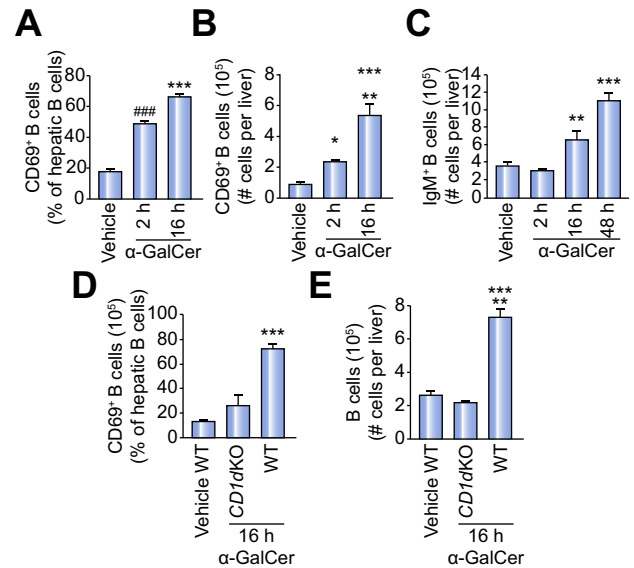 A
CD69⁺ B cells
(% of hepatic B cells)
80
60
40
20
0
###
***
Vehicle
2 h
16 h
α-GalCer
B
CD69⁺ B cells (10⁵)
(# cells per liver)
8
6
4
2
0
*
***
**
Vehicle
2 h
16 h
α-GalCer
C
IgM⁺ B cells (10⁵)
(# cells per liver)
14
12
8
4
0
**
***
Vehicle
2 h
16 h
48 h
α-GalCer
D
CD69⁺ B cells (10⁵)
(% of hepatic B cells)
100
80
60
40
20
0
***
Vehicle WT
CD1dKO
WT
16 h
α-GalCer
E
B cells (10⁵)
(# cells per liver)
8
6
4
2
0
***
**
Vehicle WT
CD1dKO
WT
16 h
α-GalCer